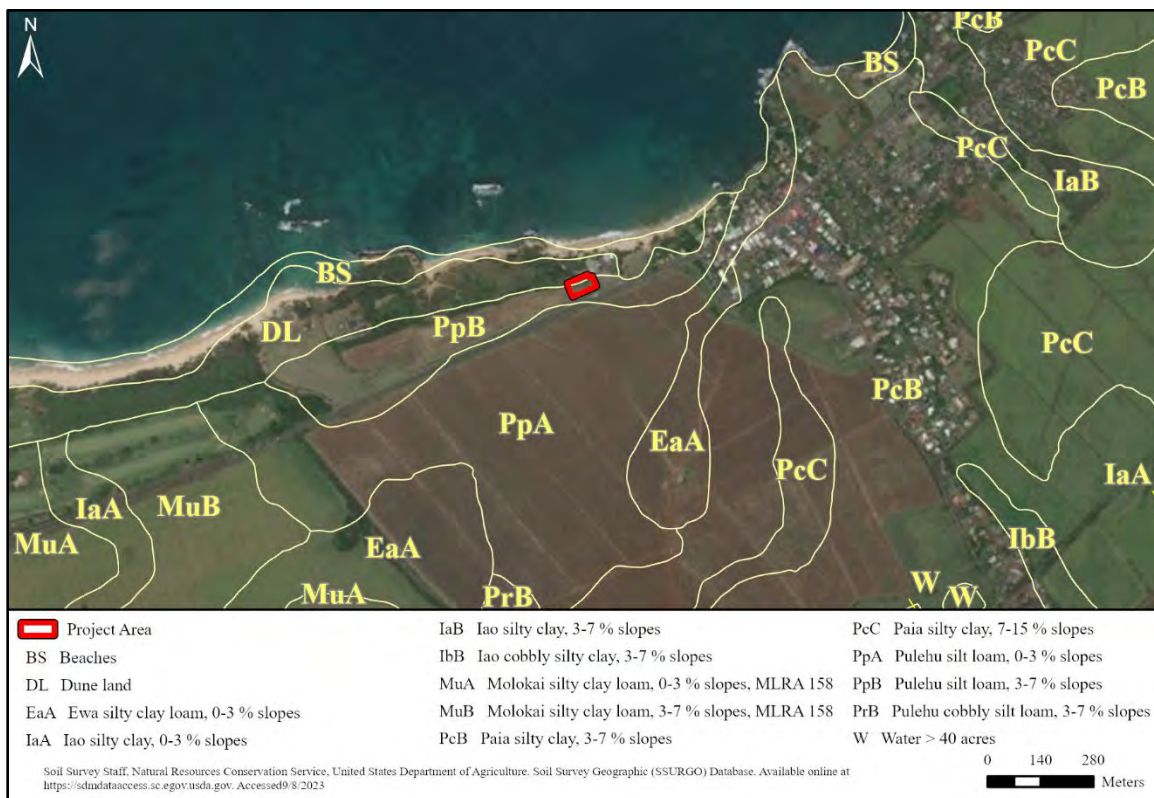 N
PcB
PcC
BS
PcB
PcC
IaB
BS
DL
PpB
PcC
PpA
PcB
EaA
PcC
IaA
IaA
MuB
MuA
EaA
IbB
MuA
PrB
W
W
Project Area
BS Beaches
DL Dune land
EaA Ewa silty clay loam, 0-3 % slopes
IaA Iao silty clay, 0-3 % slopes
IaB Iao silty clay, 3-7 % slopes
IbB Iao cobbly silty clay, 3-7 % slopes
MuA Molokai silty clay loam, 0-3 % slopes, MLRA 158
MuB Molokai silty clay loam, 3-7 % slopes, MLRA 158
PcB Paia silty clay, 3-7 % slopes
PcC Paia silty clay, 7-15 % slopes
PpA Pulehu silt loam, 0-3 % slopes
PpB Pulehu silt loam, 3-7 % slopes
PrB Pulehu cobbly silt loam, 3-7 % slopes
W Water > 40 acres
0 140 280
Meters
Soil Survey Staff, Natural Resources Conservation Service, United States Department of Agriculture. Soil Survey Geographic (SSURGO) Database. Available online at
https://sdmdataaccess.sc.egov.usda.gov. Accessed9/8/2023